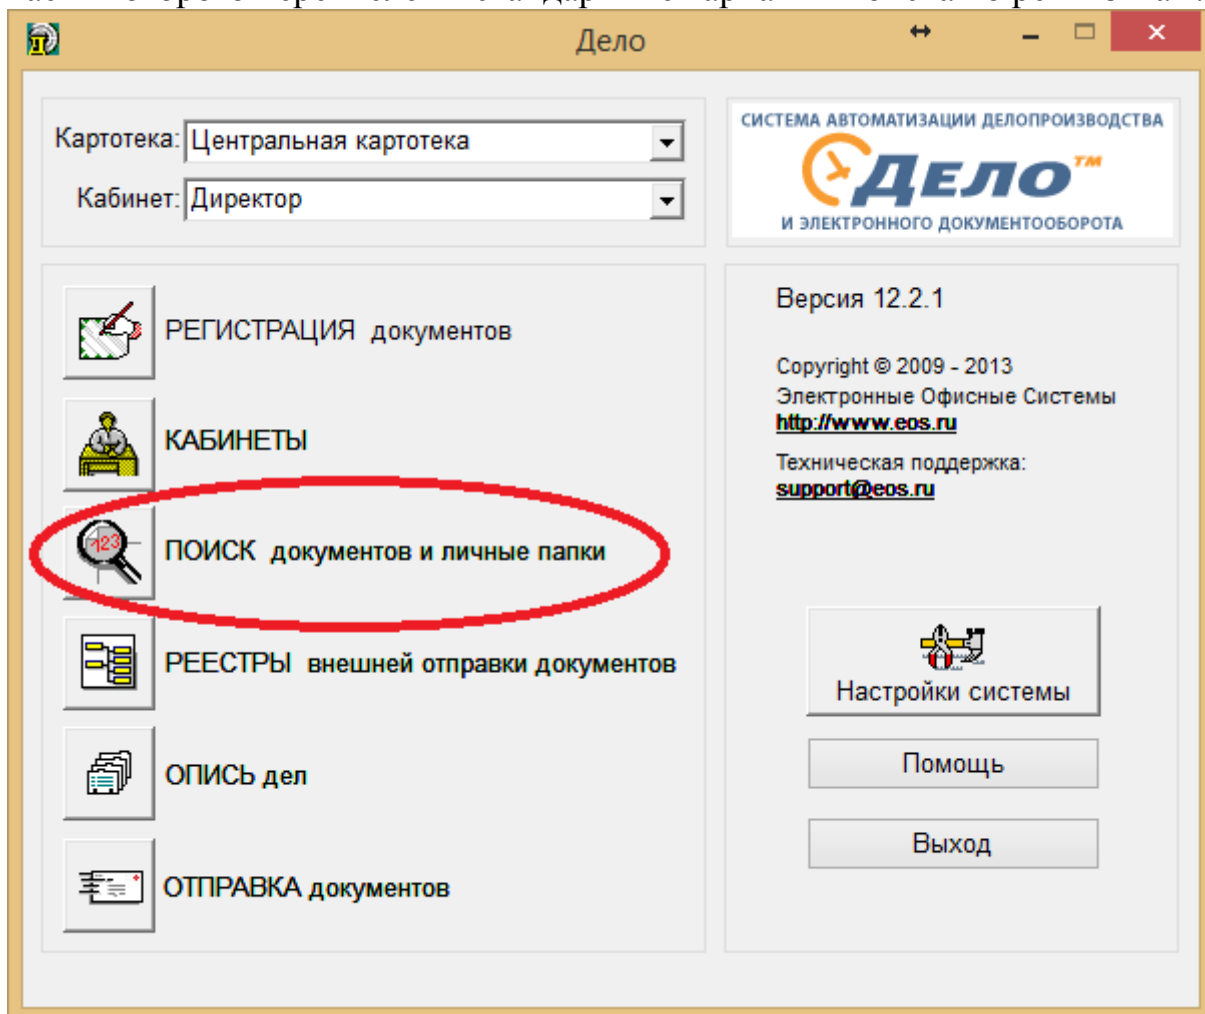 Дело
Картотека: Центральная картотека
Кабинет: Директор
СИСТЕМА АВТОМАТИЗАЦИИ ДЕЛОПРОИЗВОДСТВА
ДЕЛО™
И ЭЛЕКТРОННОГО ДОКУМЕНТООБОРОТА
РЕГИСТРАЦИЯ документов
КАБИНЕТЫ
123
ПОИСК документов и личные папки
РЕЕСТРЫ внешней отправки документов
ОПИСЬ дел
ОТПРАВКА документов
Версия 12.2.1
Copyright © 2009 - 2013
Электронные Офисные Системы
http://www.eos.ru
Техническая поддержка:
support@eos.ru
Настройки системы
Помощь
Выход